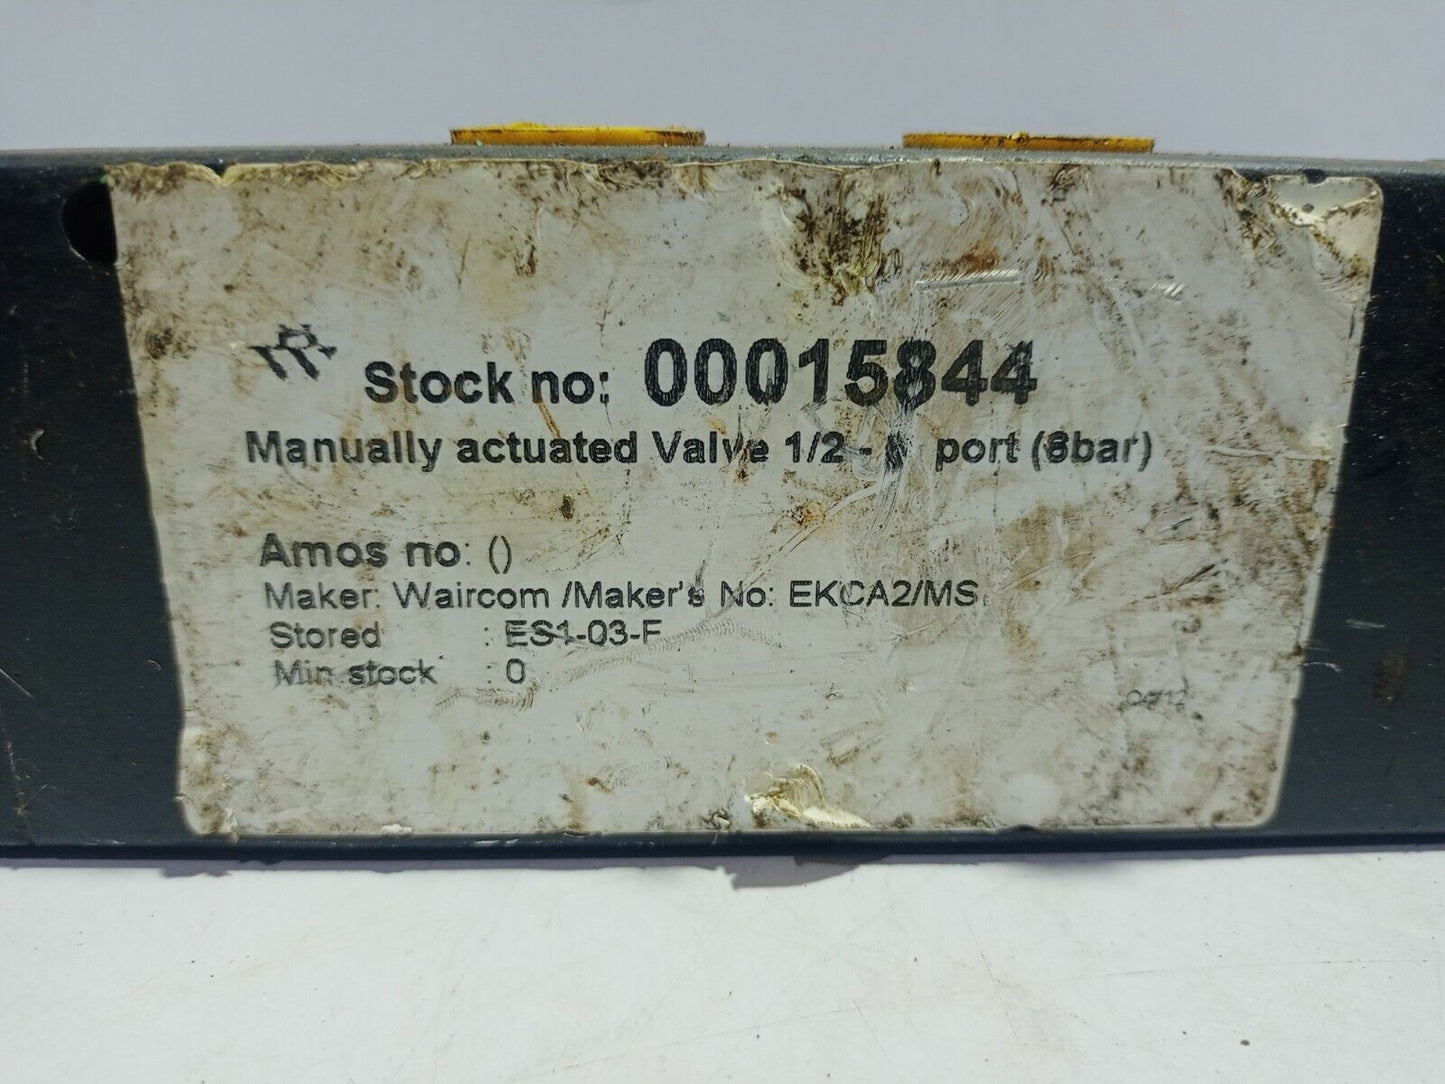 Stock no: 00015844
Manually actuated Valve 1/2 - port (8bar)
Amos no: ()
Maker: Waircom /Maker's No: EKCA2/MS
Stored : ES1-03-F
Min stock : 0